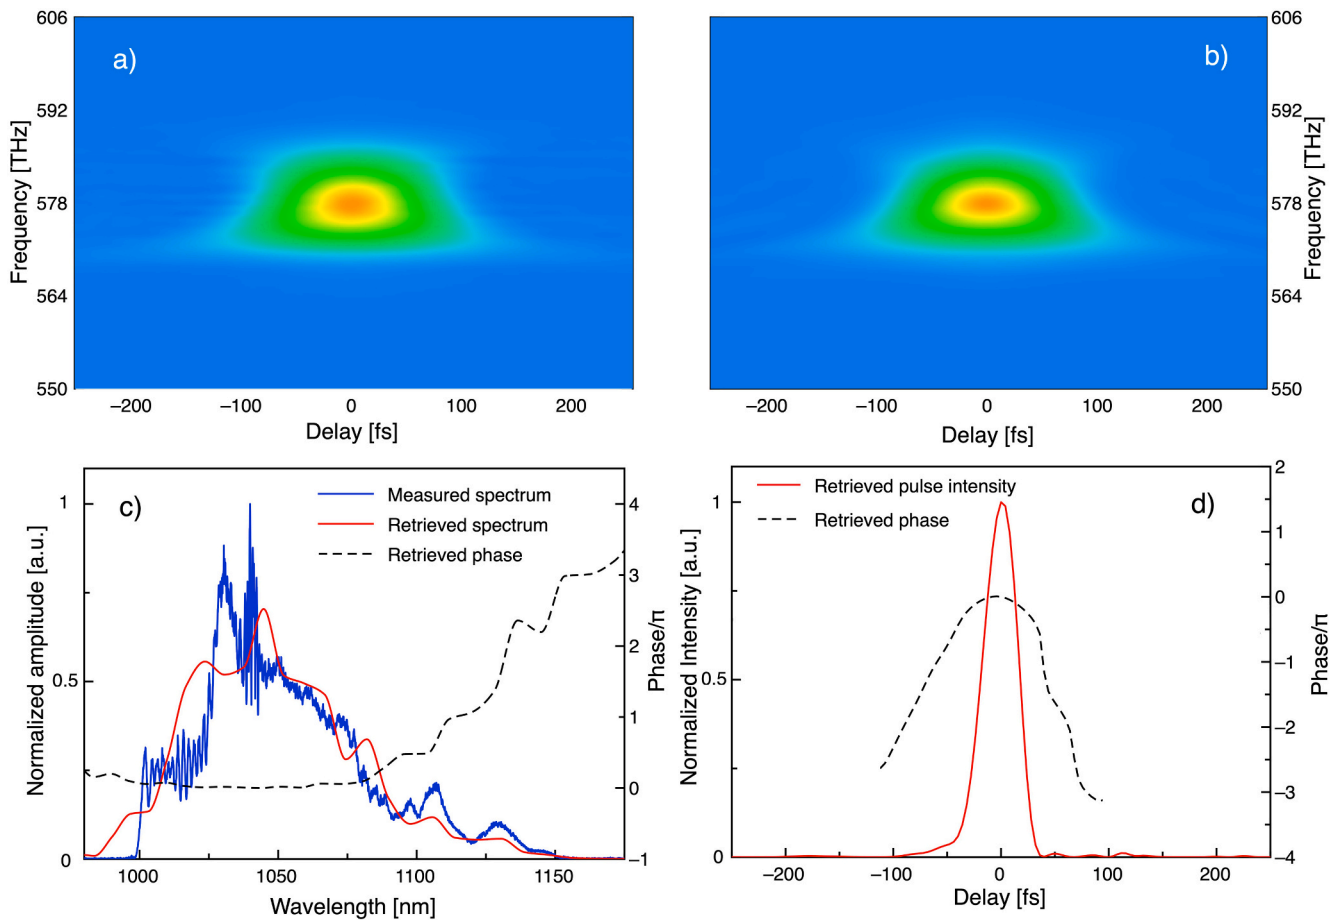 606
592
578
564
550
Frequency [THz]
a)
−200
−100
0
100
200
Delay [fs]
b)
606
592
578
564
550
Frequency [THz]
−200
−100
0
100
200
Delay [fs]
c)
Measured spectrum
Retrieved spectrum
Retrieved phase
1
0.5
0
Normalized amplitude [a.u.]
4
3
2
1
0
−1
Phase/π
1000
1050
1100
1150
Wavelength [nm]
d)
Retrieved pulse intensity
Retrieved phase
1
0.5
0
Normalized Intensity [a.u.]
2
1
0
−1
−2
−3
−4
Phase/π
−200
−100
0
100
200
Delay [fs]